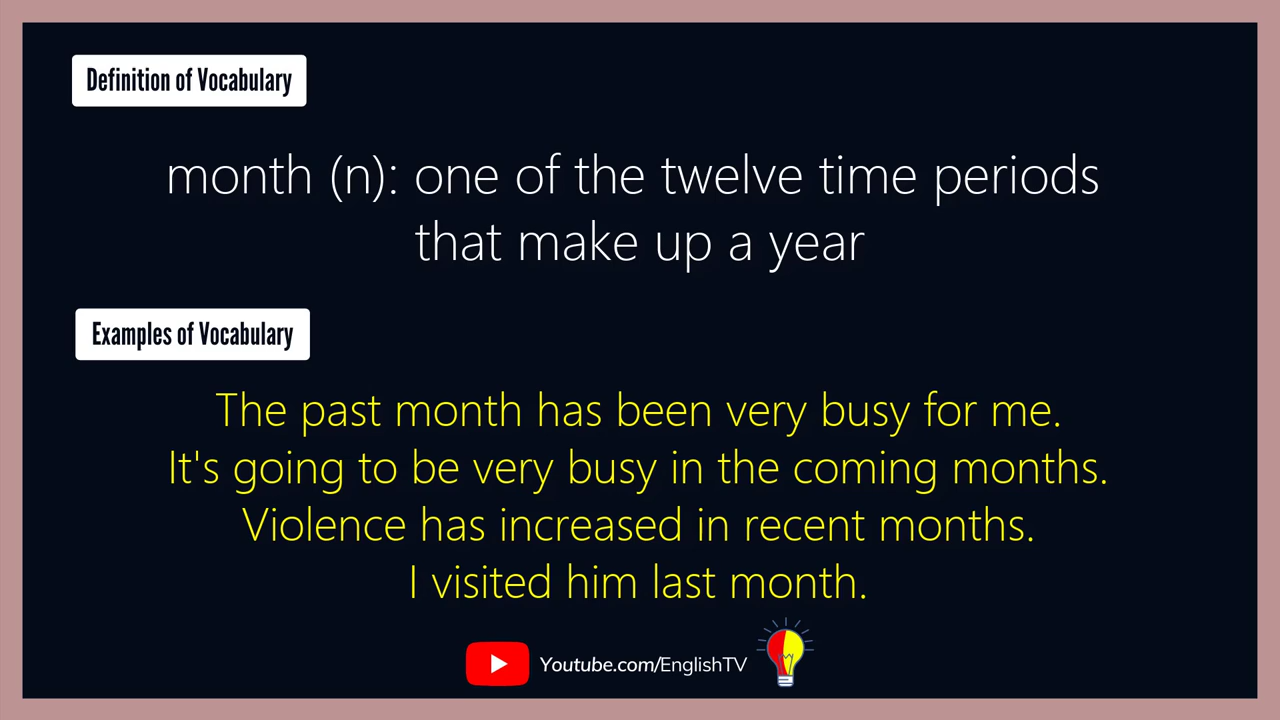 Definition of Vocabulary
month (n): one of the twelve time periods
that make up a year
Examples of Vocabulary
The past month has been very busy for me.
It's going to be very busy in the coming months.
Violence has increased in recent months.
I visited him last month.
Youtube.com/EnglishTV